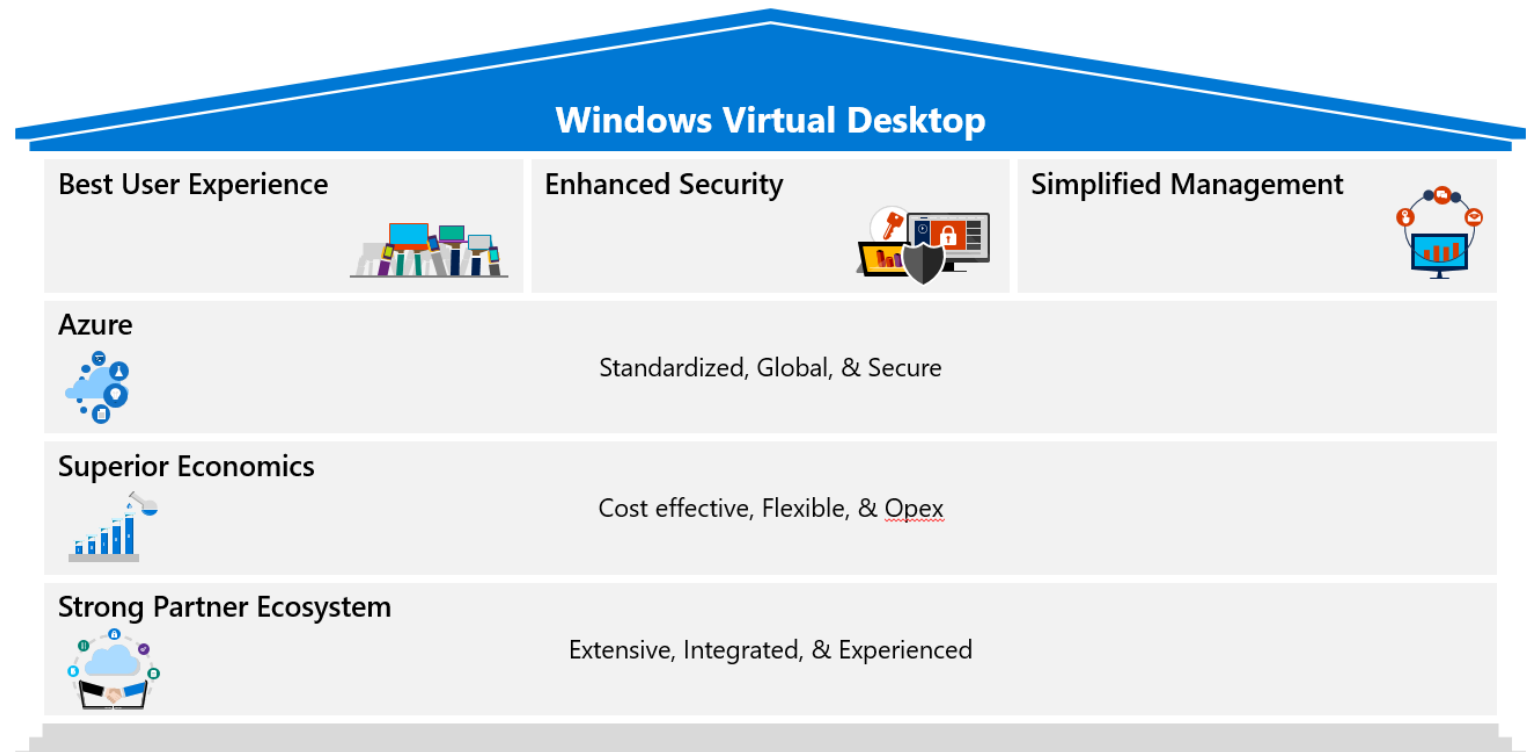 Windows Virtual Desktop
Best User Experience
Enhanced Security
Simplified Management
Azure
Standardized, Global, & Secure
Superior Economics
Cost effective, Flexible, & Opex
Strong Partner Ecosystem
Extensive, Integrated, & Experienced